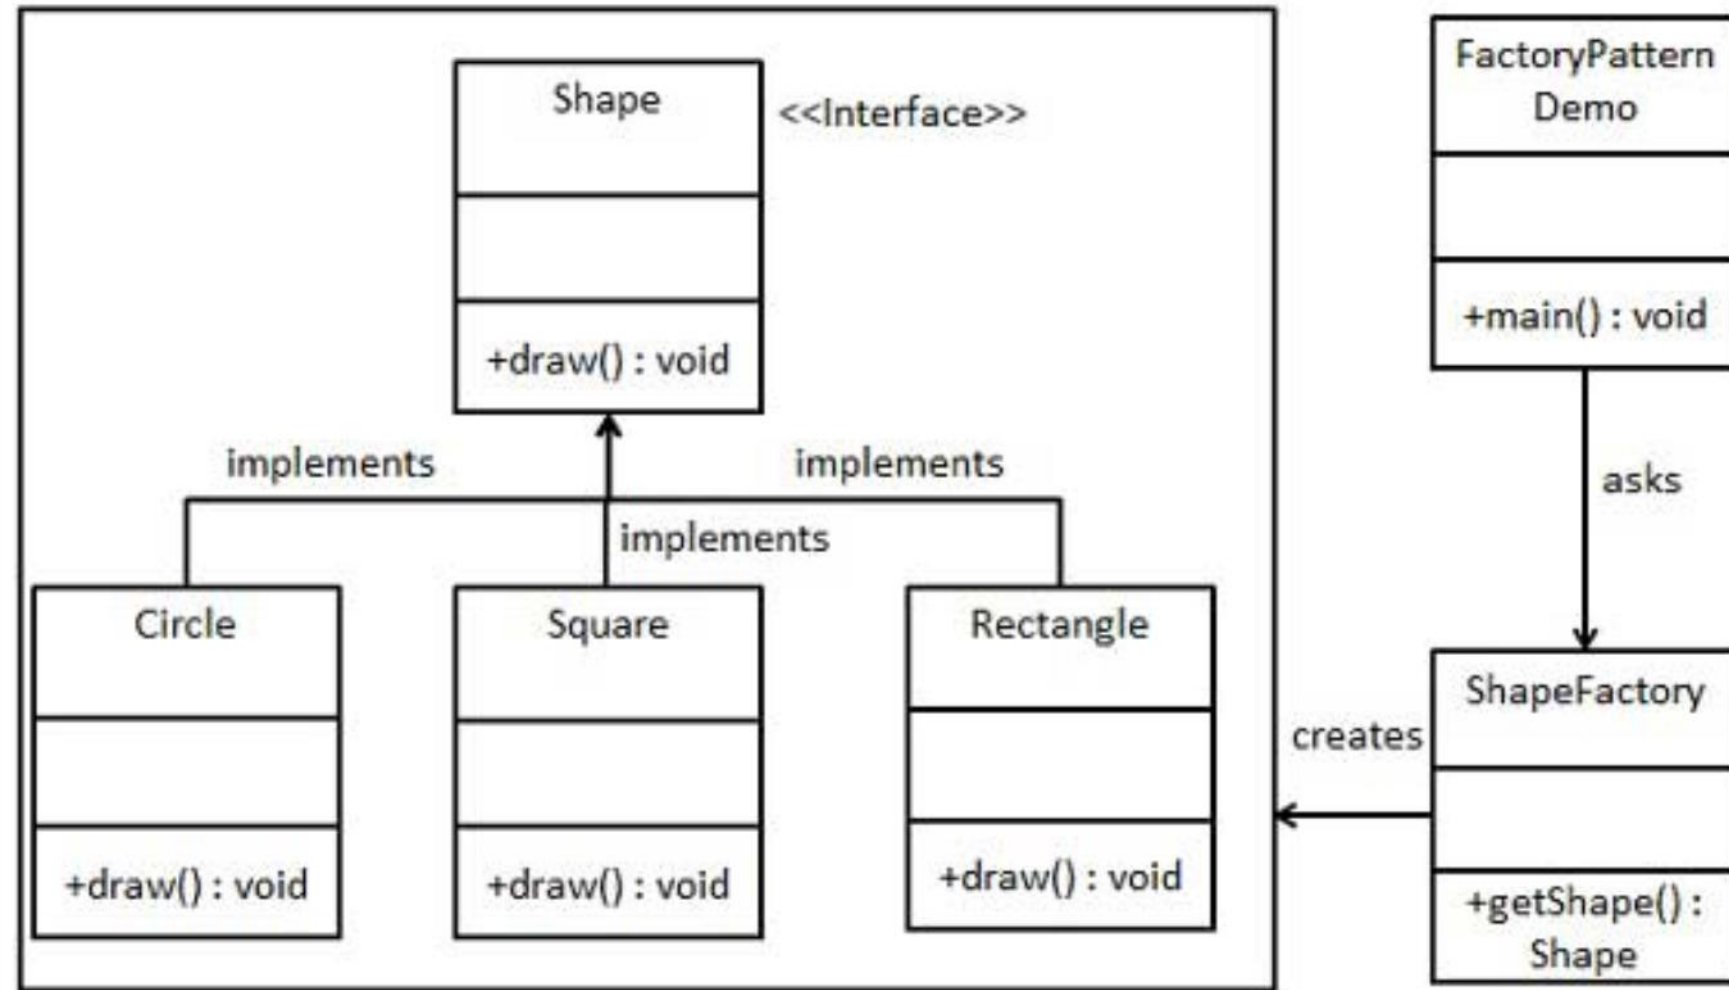 Shape
<<Interface>>
+draw() : void
implements
implements
implements
Circle
+draw() : void
Square
+draw() : void
Rectangle
+draw() : void
FactoryPattern
Demo
+main() : void
asks
ShapeFactory
+getShape() :
Shape
creates